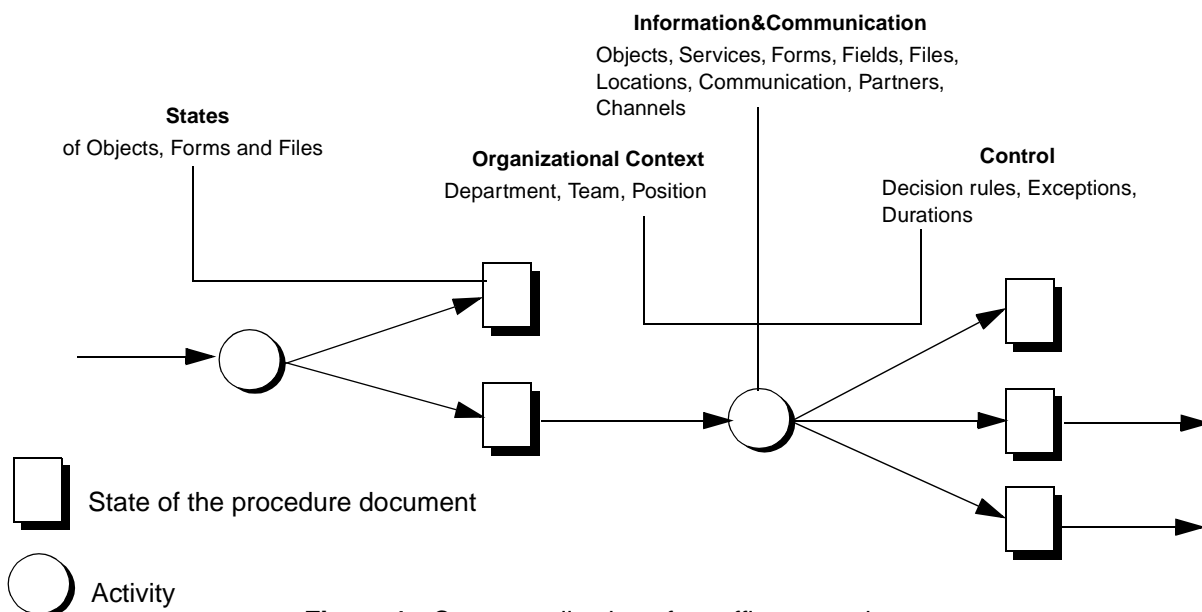 Information&Communication
Objects, Services, Forms, Fields, Files,
Locations, Communication, Partners,
Channels
States
of Objects, Forms and Files
Organizational Context
Department, Team, Position
Control
Decision rules, Exceptions,
Durations
State of the procedure document
Activity